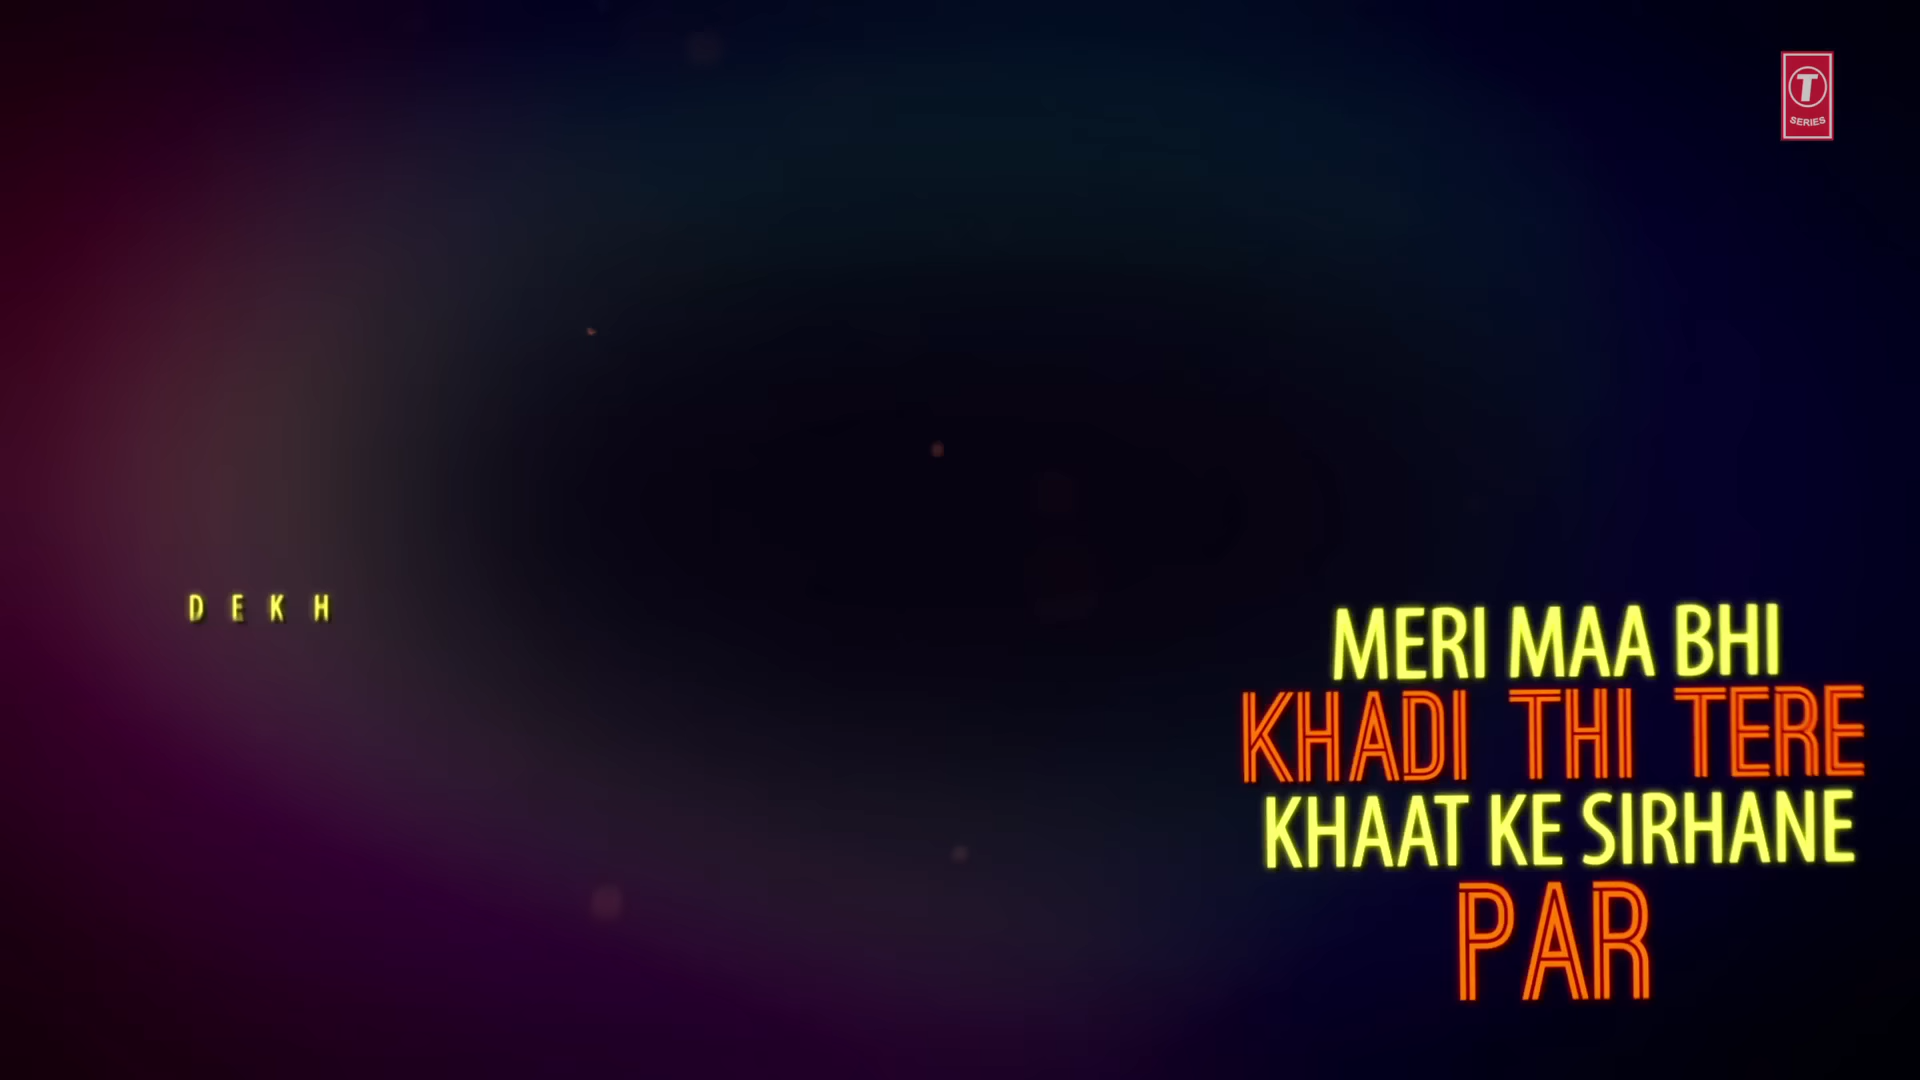 T
SERIES
DEKH
MERI MAA BHI
KHADI THI TERE
KHAAT KE SIRHANE
PAR